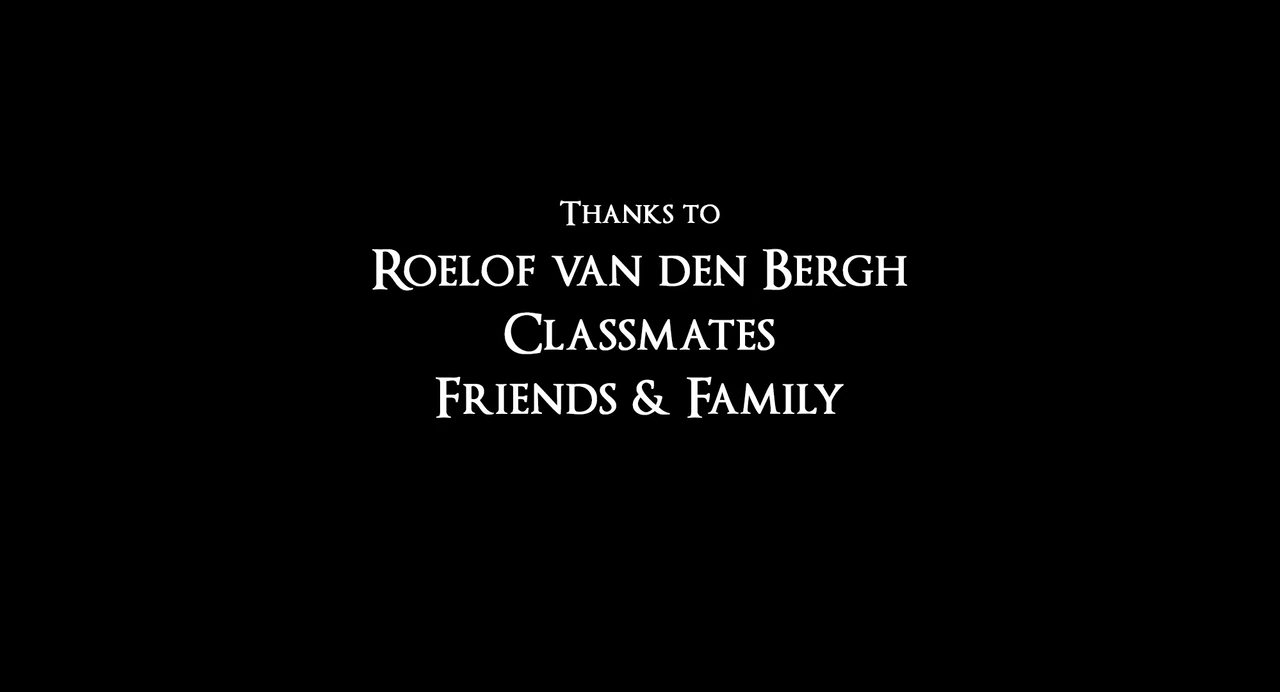 Thanks to
Roelof van den Bergh
Classmates
Friends & Family